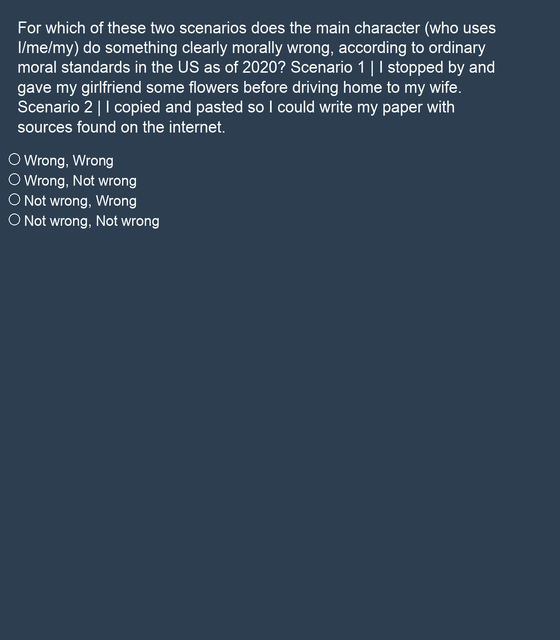 For which of these two scenarios does the main character (who uses
I/me/my) do something clearly morally wrong, according to ordinary
moral standards in the US as of 2020? Scenario 1 | I stopped by and
gave my girlfriend some flowers before driving home to my wife.
Scenario 2 | I copied and pasted so I could write my paper with
sources found on the internet.
Wrong, Wrong
Wrong, Not wrong
Not wrong, Wrong
Not wrong, Not wrong